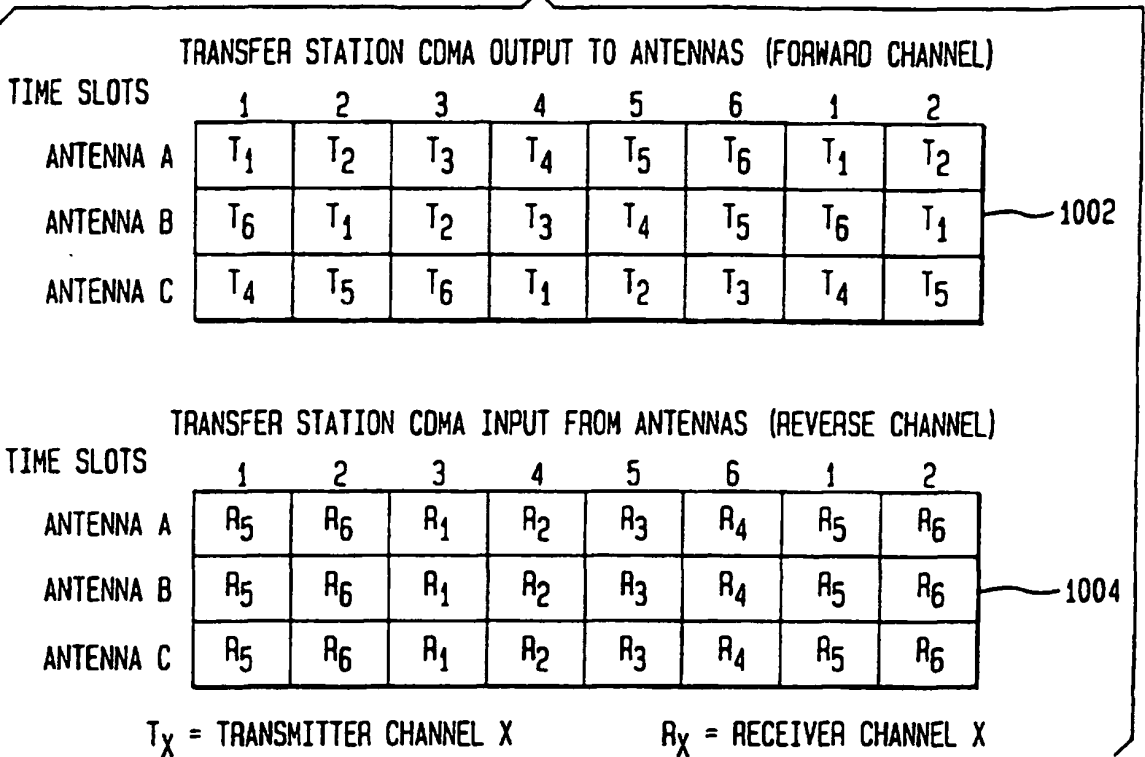 TRANSFER STATION CDMA OUTPUT TO ANTENNAS (FORWARD CHANNEL)
TIME SLOTS 1 2 3 4 5 6 1 2
ANTENNA A T1 T2 T3 T4 T5 T6 T1 T2
ANTENNA B T6 T1 T2 T3 T4 T5 T6 T1 1002
ANTENNA C T4 T5 T6 T1 T2 T3 T4 T5
TRANSFER STATION CDMA INPUT FROM ANTENNAS (REVERSE CHANNEL)
TIME SLOTS 1 2 3 4 5 6 1 2
ANTENNA A R5 R6 R1 R2 R3 R4 R5 R6
ANTENNA B R5 R6 R1 R2 R3 R4 R5 R6 1004
ANTENNA C R5 R6 R1 R2 R3 R4 R5 R6
TX = TRANSMITTER CHANNEL X RX = RECEIVER CHANNEL X